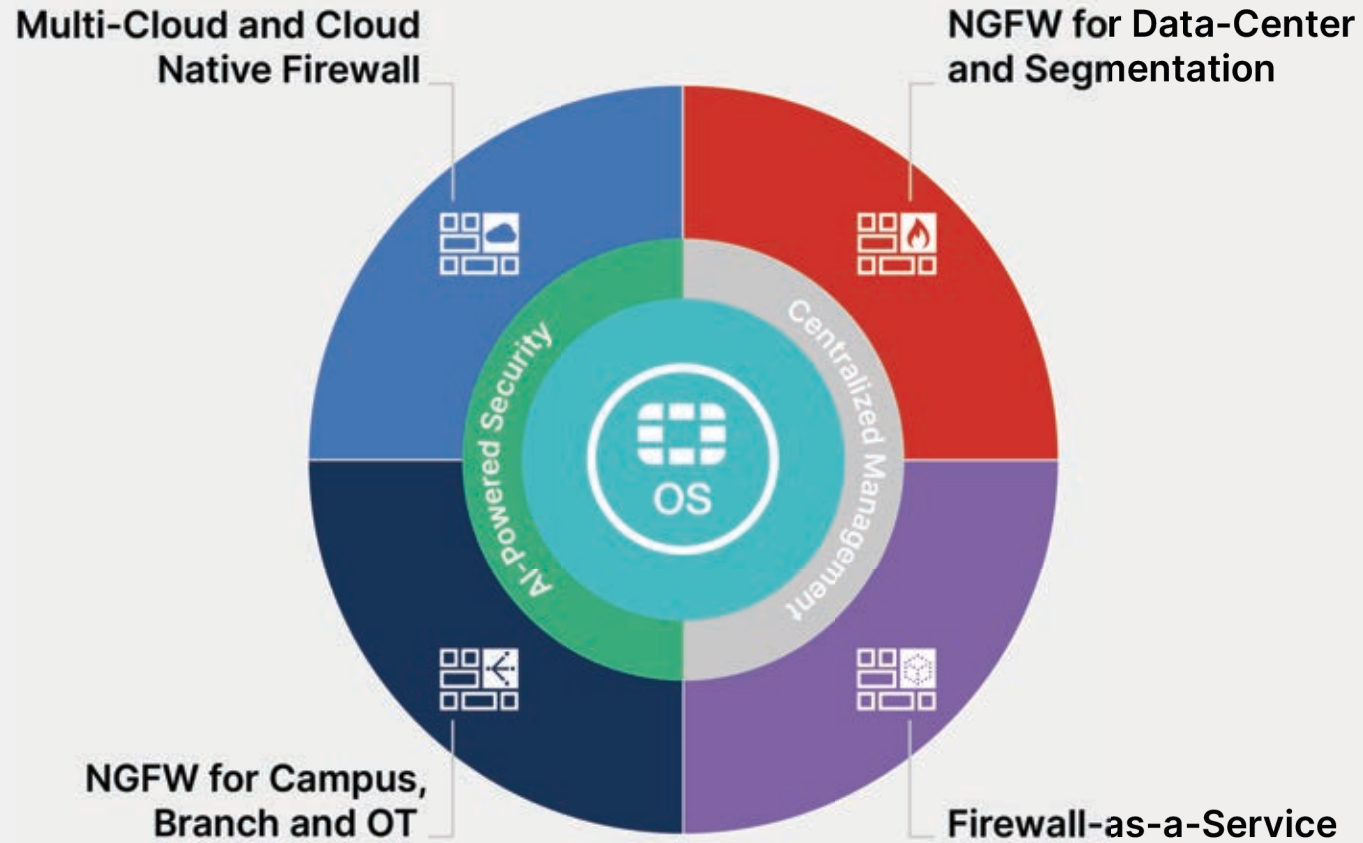 Multi-Cloud and Cloud
Native Firewall
NGFW for Data-Center
and Segmentation
AI-Powered Security
Centralized Management
OS
NGFW for Campus,
Branch and OT
Firewall-as-a-Service